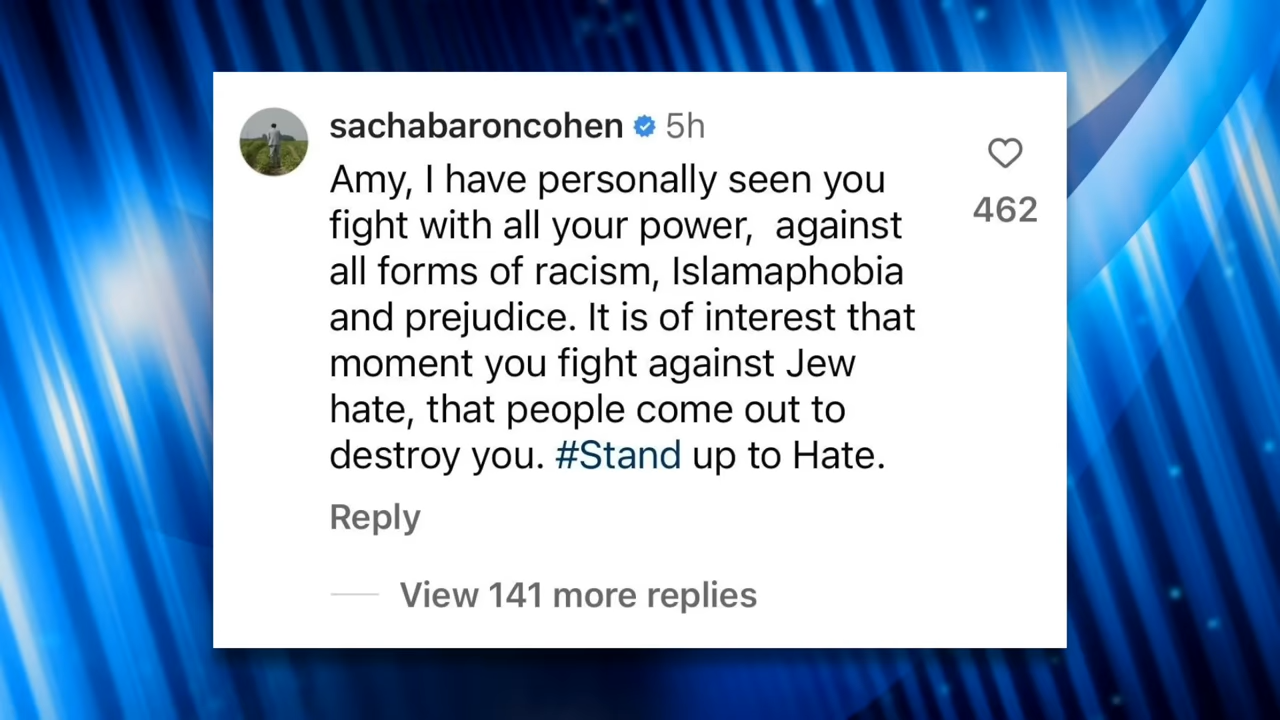 sachabaroncohen 5h
Amy, I have personally seen you
fight with all your power,  against
all forms of racism, Islamaphobia
and prejudice. It is of interest that
moment you fight against Jew
hate, that people come out to
destroy you. #Stand up to Hate.
462
Reply
View 141 more replies